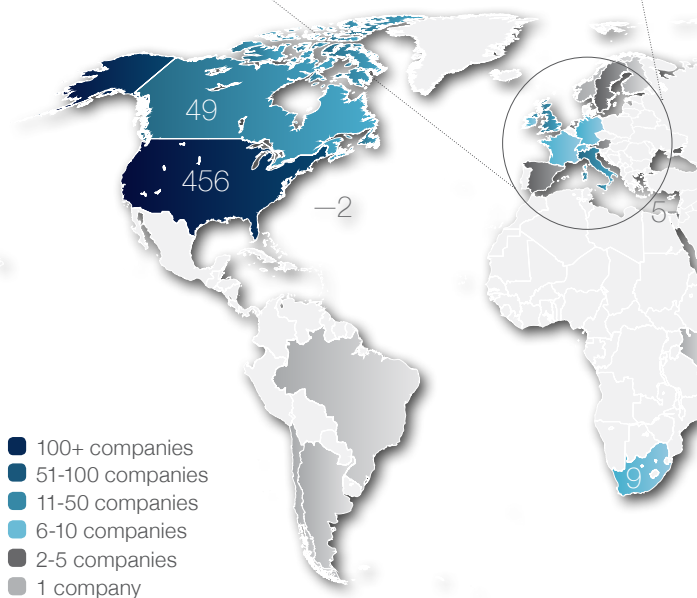 49
456
—2
5-
9
100+ companies
51-100 companies
11-50 companies
6-10 companies
2-5 companies
1 company